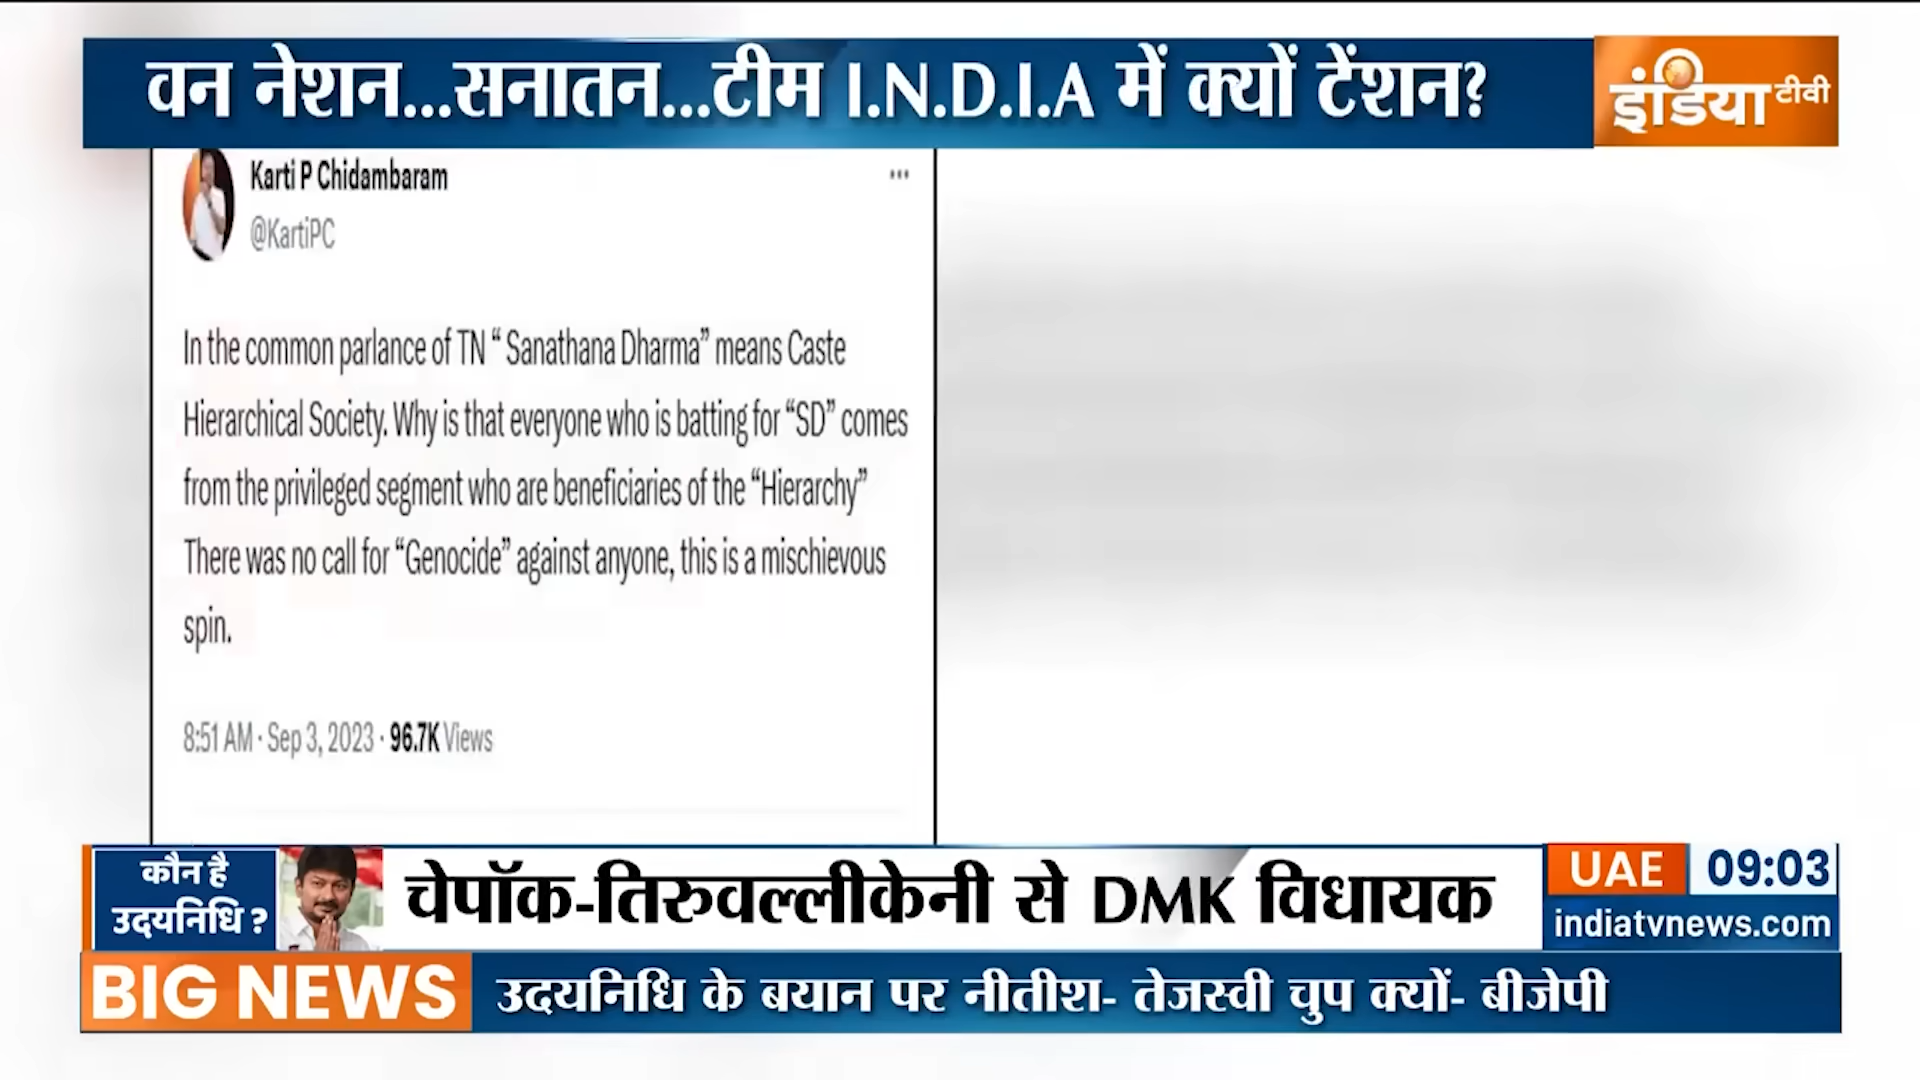 वन नेशन...सनातन...टीम I.N.D.I.A में क्यों टेंशन?
इंडिया टीवी
Karti P Chidambaram
@KartiPC
In the common parlance of TN “ Sanathana Dharma” means Caste
Hierarchical Society. Why is that everyone who is batting for “SD” comes
from the privileged segment who are beneficiaries of the “Hierarchy”
There was no call for “Genocide” against anyone, this is a mischievous
spin.
8:51 AM · Sep 3, 2023 · 96.7K Views
कौन है
उदयनिधि ?
चेपॉक-तिरुवल्लीकेनी से DMK विधायक
UAE 09:03
indiatvnews.com
BIG NEWS
उदयनिधि के बयान पर नीतीश- तेजस्वी चुप क्यों- बीजेपी